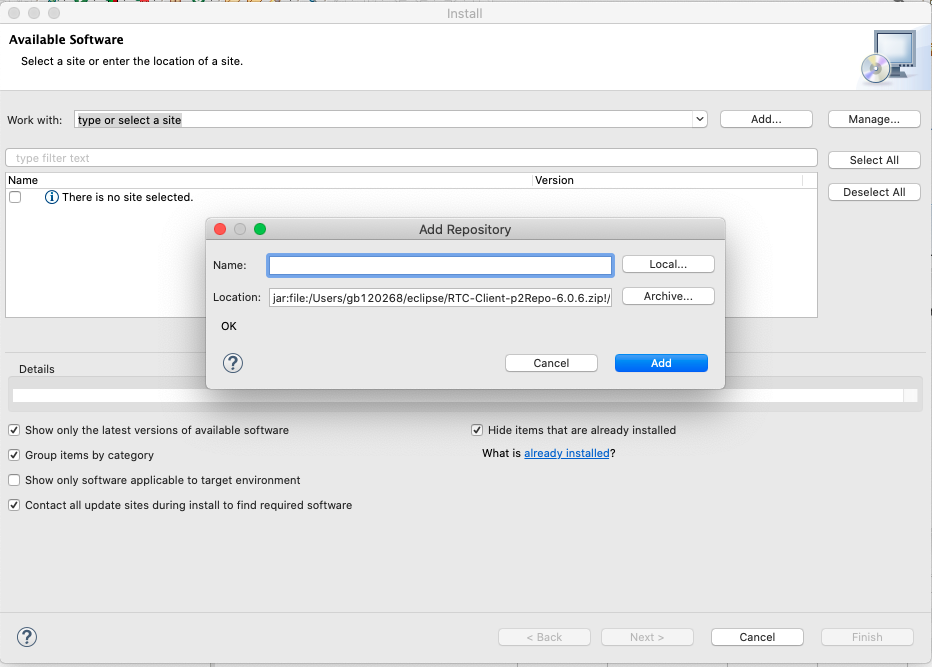 Install
Available Software
Select a site or enter the location of a site.
Work with: type or select a site Add... Manage...
type filter text Select All
Name Version
There is no site selected. Deselect All
Add Repository
Name: Local...
Location: jar:file:/Users/gb120268/eclipse/RTC-Client-p2Repo-6.0.6.zip!/ Archive...
OK
? Cancel Add
Details
Show only the latest versions of available software Hide items that are already installed
Group items by category What is already installed?
Show only software applicable to target environment
Contact all update sites during install to find required software
? < Back Next > Cancel Finish